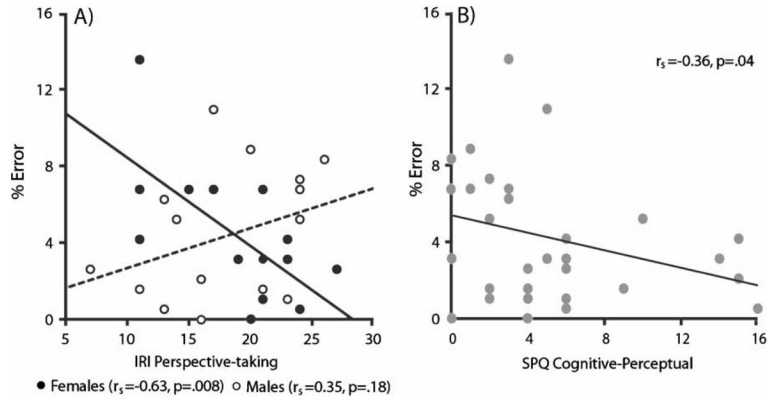 A)
16
12
8
4
0
% Error
5
10
15
20
25
30
IRI Perspective-taking
● Females (rₛ=-0.63, p=.008) ○ Males (rₛ=0.35, p=.18)
B)
rₛ=-0.36, p=.04
16
12
8
4
0
% Error
0
4
8
12
16
SPQ Cognitive-Perceptual